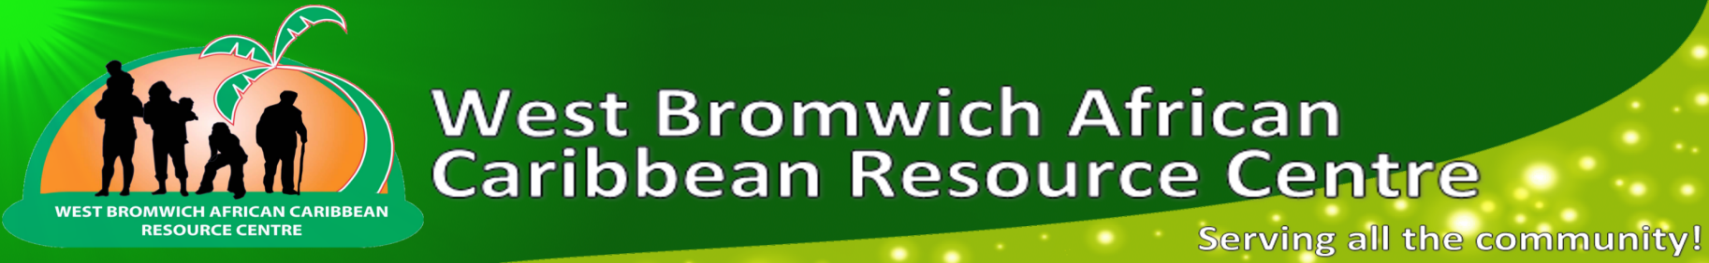 WEST BROMWICH AFRICAN CARIBBEAN
RESOURCE CENTRE
West Bromwich African
Caribbean Resource Centre
Serving all the community!